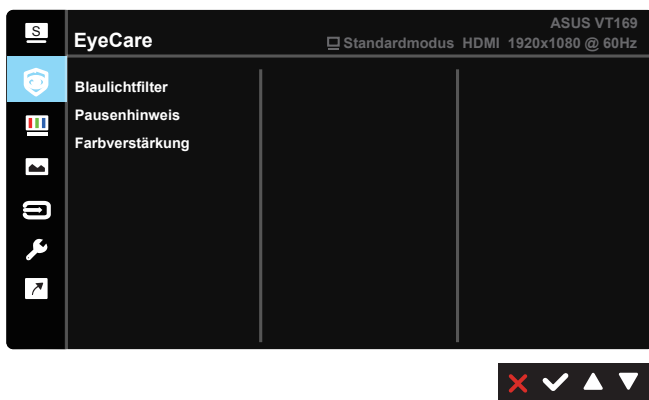 S
ASUS VT169
EyeCare
Standardmodus HDMI 1920x1080 @ 60Hz
Blaulichtfilter
Pausenhinweis
Farbverstärkung